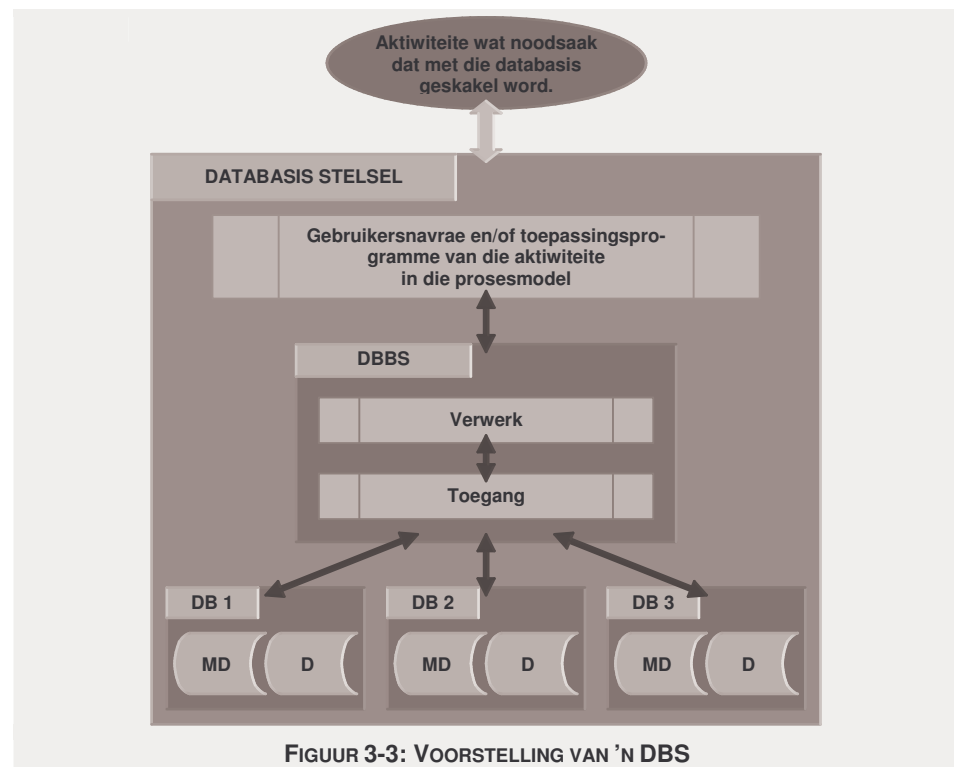 Aktiwiteite wat noodsaak
dat met die databasis
geskakel word.
DATABASIS STELSEL
Gebruikersnavrae en/of toepassingspro-
gramme van die aktiwiteite
in die prosesmodel
DBBS
Verwerk
Toegang
DB 1
DB 2
DB 3
MD
D
MD
D
MD
D
FIGUUR 3-3: VOORSTELLING VAN 'N DBS